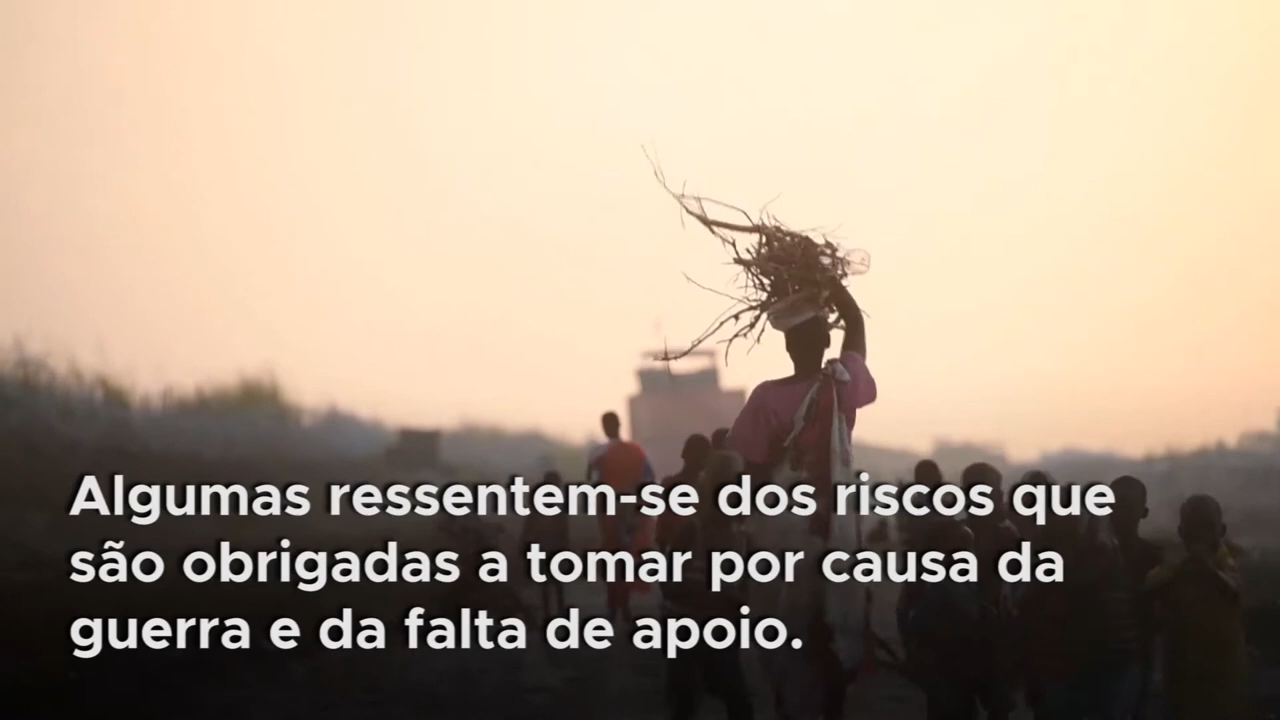 Algumas ressentem-se dos riscos que
são obrigadas a tomar por causa da
guerra e da falta de apoio.